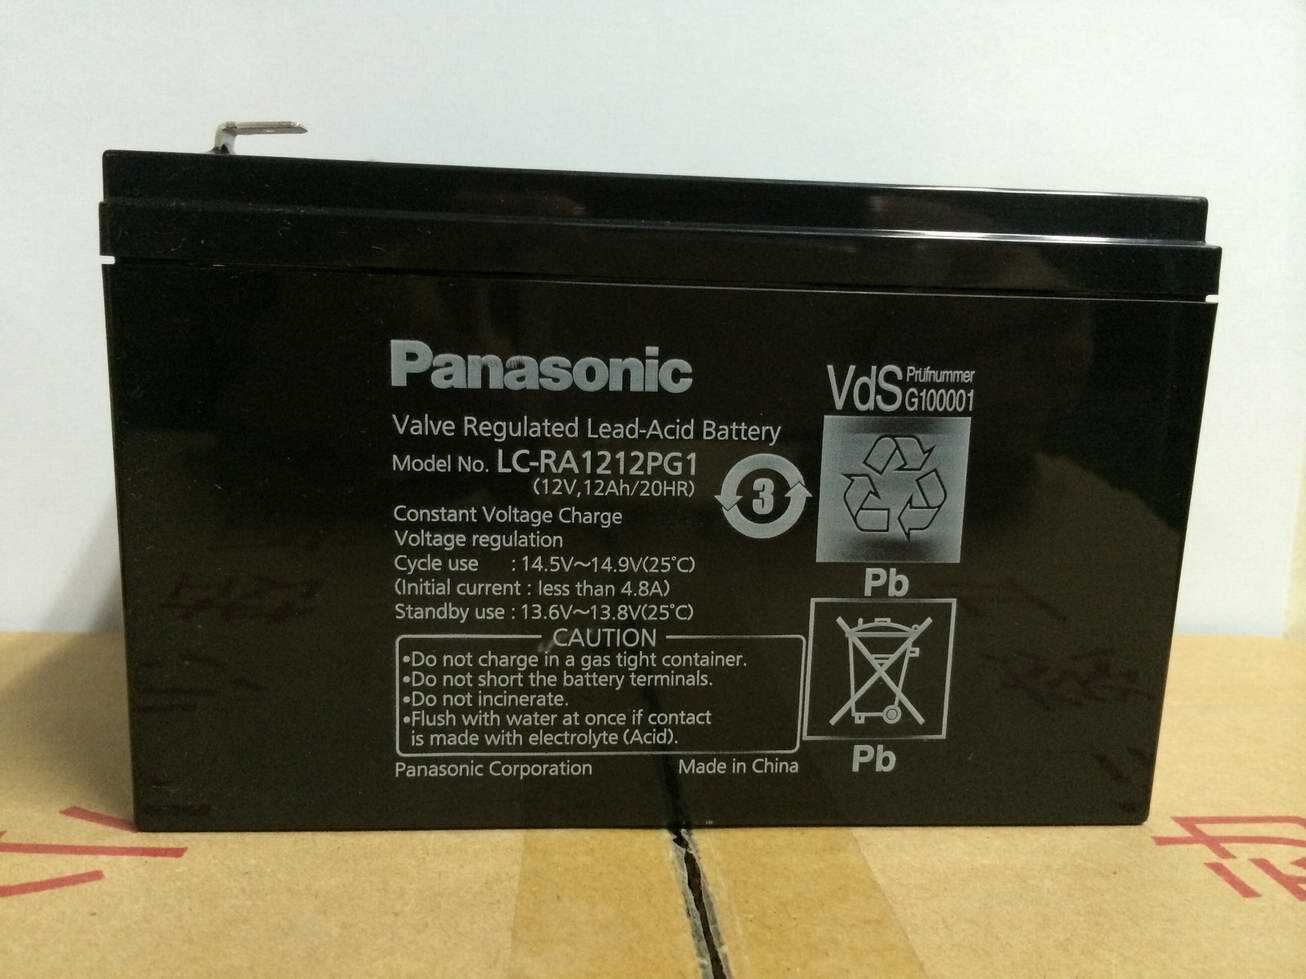 Panasonic
Valve Regulated Lead-Acid Battery
Model No. LC-RA1212PG1
(12V,12Ah/20HR)
Constant Voltage Charge
Voltage regulation
Cycle use : 14.5V~14.9V(25°C)
(Initial current : less than 4.8A)
Standby use : 13.6V~13.8V(25°C)
CAUTION
•Do not charge in a gas tight container.
•Do not short the battery terminals.
•Do not incinerate.
•Flush with water at once if contact
is made with electrolyte (Acid).
Panasonic Corporation Made in China
3
VdS Prüfnummer
G100001
Pb
Pb